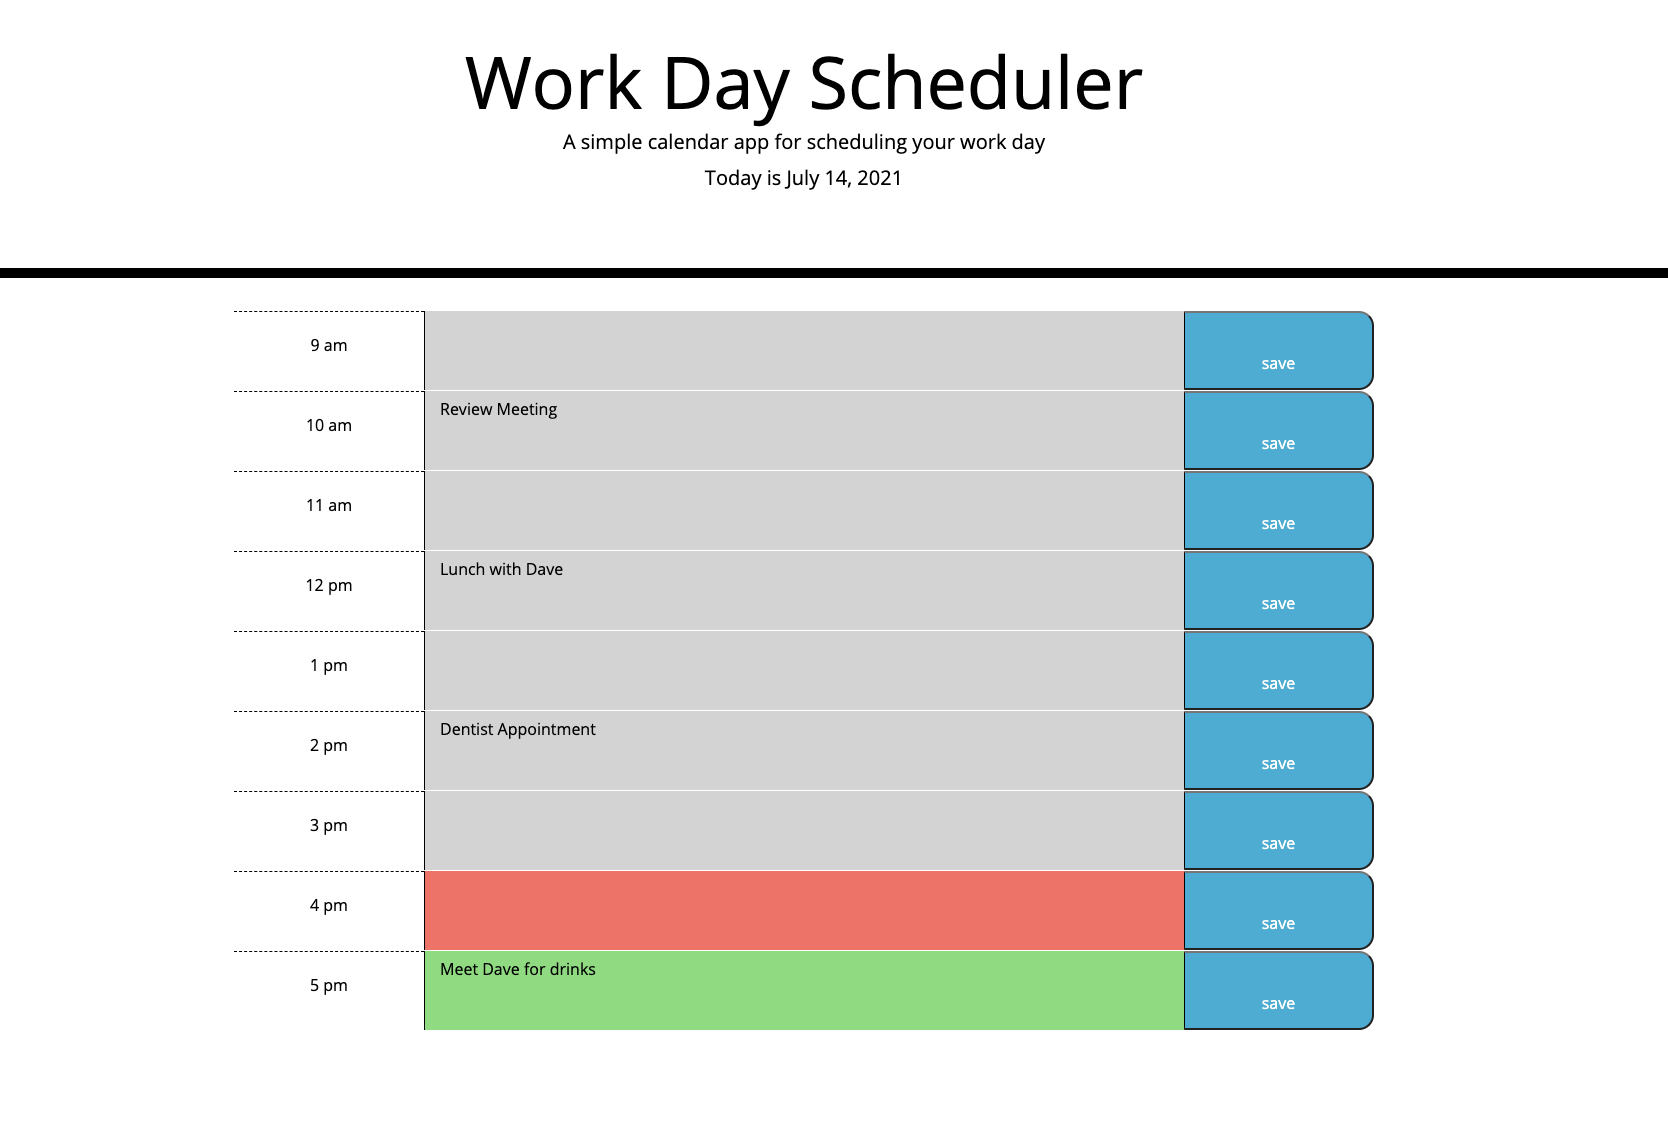 Work Day Scheduler
A simple calendar app for scheduling your work day
Today is July 14, 2021
9 am
save
10 am
Review Meeting
save
11 am
save
12 pm
Lunch with Dave
save
1 pm
save
2 pm
Dentist Appointment
save
3 pm
save
4 pm
save
5 pm
Meet Dave for drinks
save